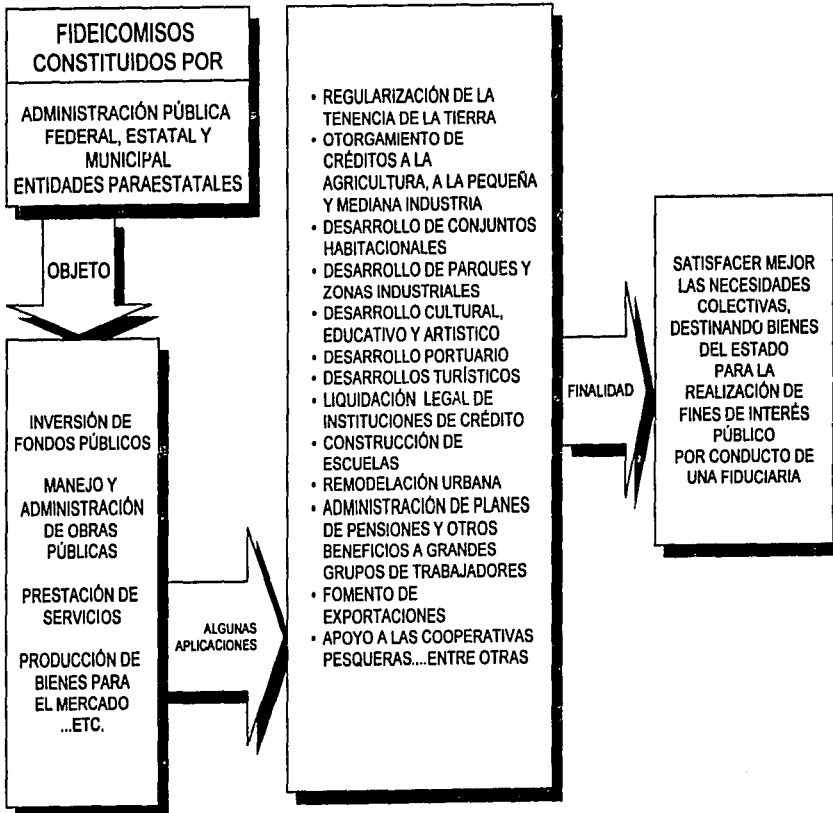 FIDEICOMISOS
CONSTITUIDOS POR
ADMINISTRACIÓN PÚBLICA
FEDERAL, ESTATAL Y
MUNICIPAL
ENTIDADES PARAESTATALES
OBJETO
INVERSIÓN DE
FONDOS PÚBLICOS
MANEJO Y
ADMINISTRACIÓN
DE OBRAS
PÚBLICAS
PRESTACIÓN DE
SERVICIOS
PRODUCCIÓN DE
BIENES PARA
EL MERCADO
...ETC.
ALGUNAS
APLICACIONES
• REGULARIZACIÓN DE LA
TENENCIA DE LA TIERRA
• OTORGAMIENTO DE
CRÉDITOS A LA
AGRICULTURA, A LA PEQUEÑA
Y MEDIANA INDUSTRIA
• DESARROLLO DE CONJUNTOS
HABITACIONALES
• DESARROLLO DE PARQUES Y
ZONAS INDUSTRIALES
• DESARROLLO CULTURAL,
EDUCATIVO Y ARTISTICO
• DESARROLLO PORTUARIO
• DESARROLLOS TURÍSTICOS
• LIQUIDACIÓN LEGAL DE
INSTITUCIONES DE CRÉDITO
• CONSTRUCCIÓN DE
ESCUELAS
• REMODELACIÓN URBANA
• ADMINISTRACIÓN DE PLANES
DE PENSIONES Y OTROS
BENEFICIOS A GRANDES
GRUPOS DE TRABAJADORES
• FOMENTO DE
EXPORTACIONES
• APOYO A LAS COOPERATIVAS
PESQUERAS....ENTRE OTRAS
FINALIDAD
SATISFACER MEJOR
LAS NECESIDADES
COLECTIVAS,
DESTINANDO BIENES
DEL ESTADO
PARA LA
REALIZACIÓN DE
FINES DE INTERÉS
PÚBLICO
POR CONDUCTO DE
UNA FIDUCIARIA